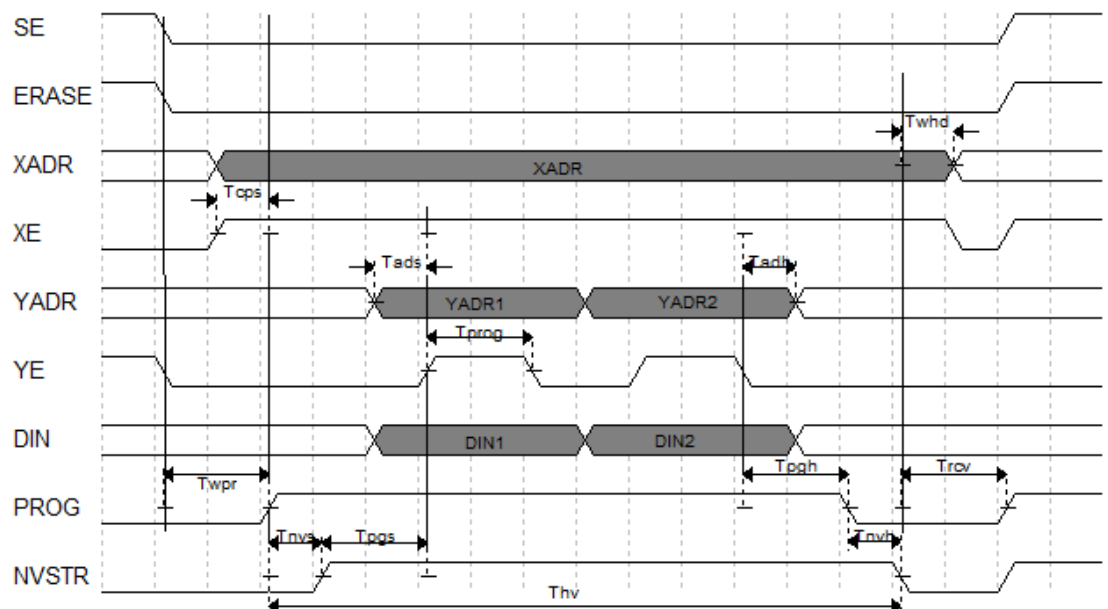 SE
ERASE
Twhd
XADR
XADR
Tcps
XE
Tads
Tadh
YADR
YADR1
YADR2
Tprog
YE
DIN
DIN1
DIN2
Tpgh
Trcv
Twpr
PROG
Tnvs
Tpgs
Tnvh
NVSTR
Thv